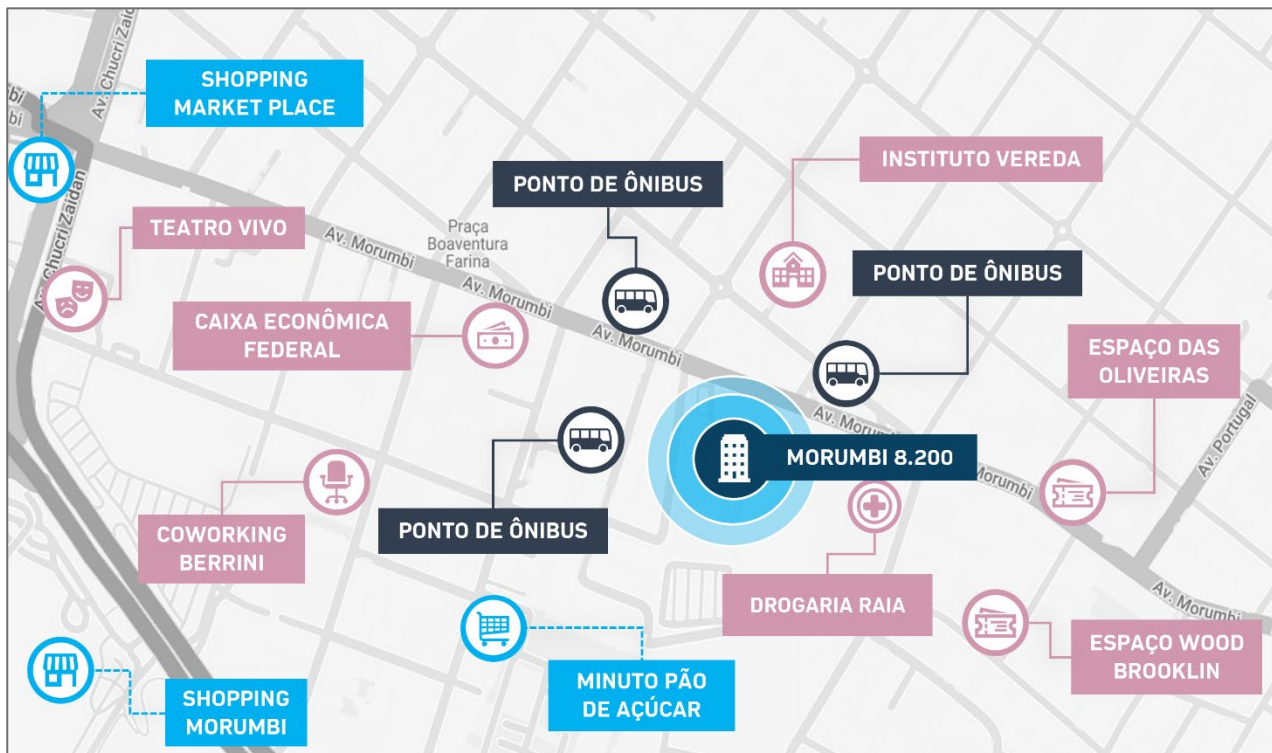 Av. Chucri Zaidan
SHOPPING
MARKET PLACE
bi
bi
PONTO DE ÔNIBUS
INSTITUTO VEREDA
TEATRO VIVO
Av. Chucri Zaidan
Av. Morumbi
Praça
Boaventura
Farina
PONTO DE ÔNIBUS
Av. Morumbi
CAIXA ECONÔMICA
FEDERAL
Av. Morumbi
ESPAÇO DAS
OLIVEIRAS
Av. Portugal
Av. Morumbi
MORUMBI 8.200
Morumbi
COWORKING
BERRINI
PONTO DE ÔNIBUS
DROGARIA RAIA
Av. Morumbi
ESPAÇO WOOD
BROOKLIN
MINUTO PÃO
DE AÇÚCAR
SHOPPING
MORUMBI